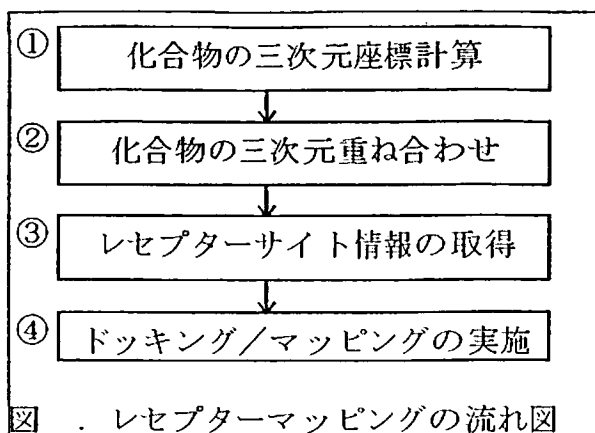 ① 化合物の三次元座標計算
② 化合物の三次元重ね合わせ
③ レセプターサイト情報の取得
④ ドッキング／マッピングの実施
図 ．レセプターマッピングの流れ図